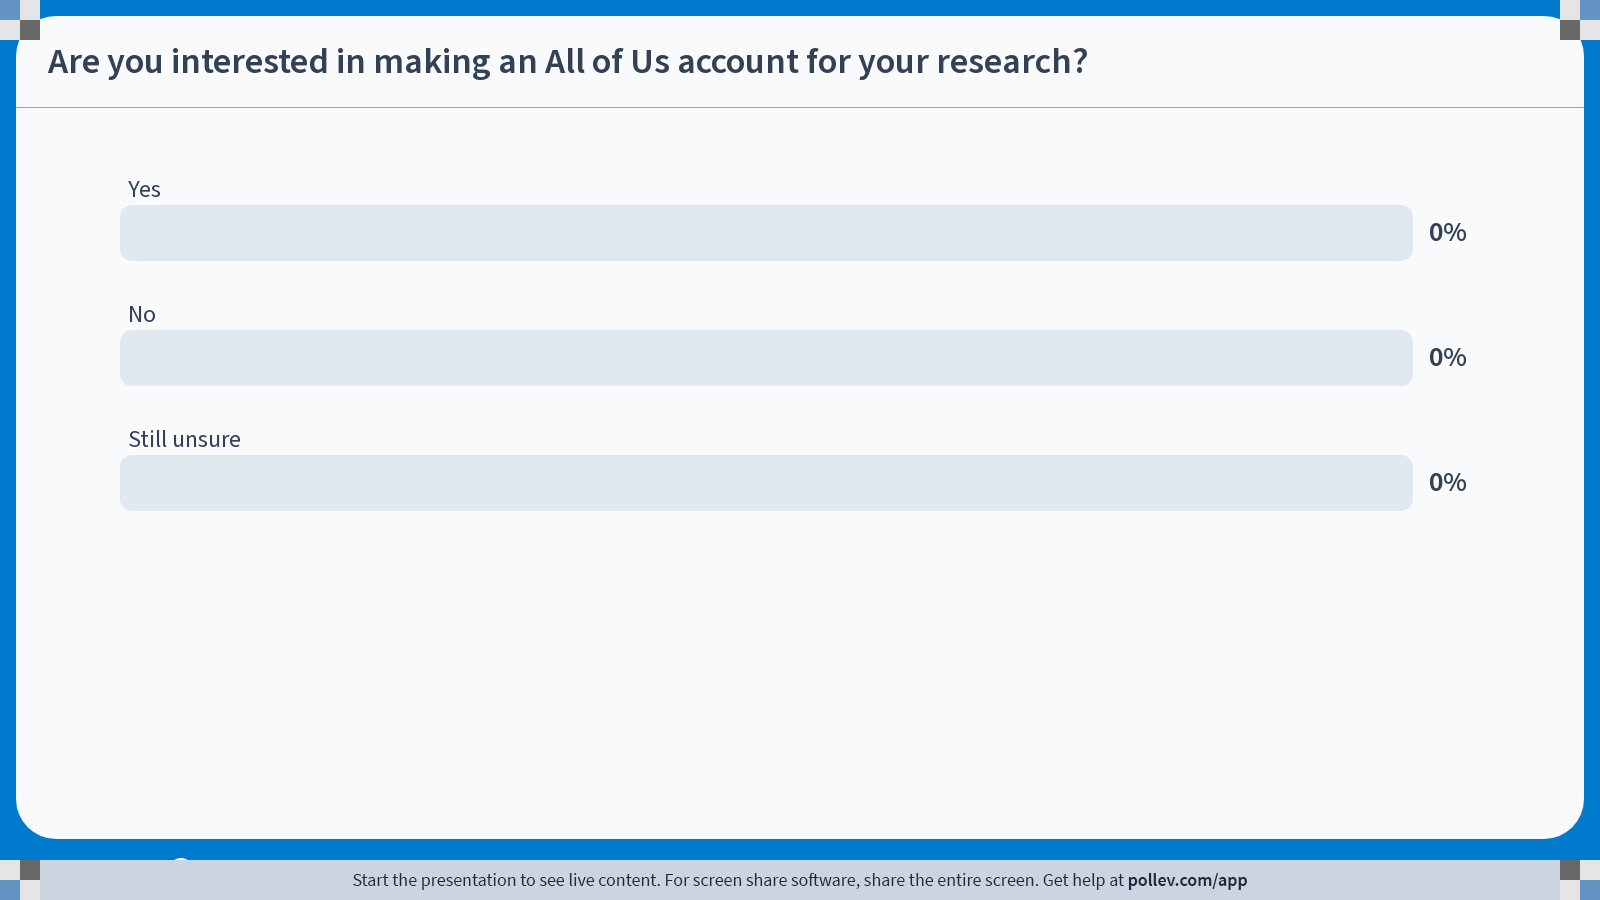 Are you interested in making an All of Us account for your research?
Yes
0%
No
0%
Still unsure
0%
Start the presentation to see live content. For screen share software, share the entire screen. Get help at pollev.com/app